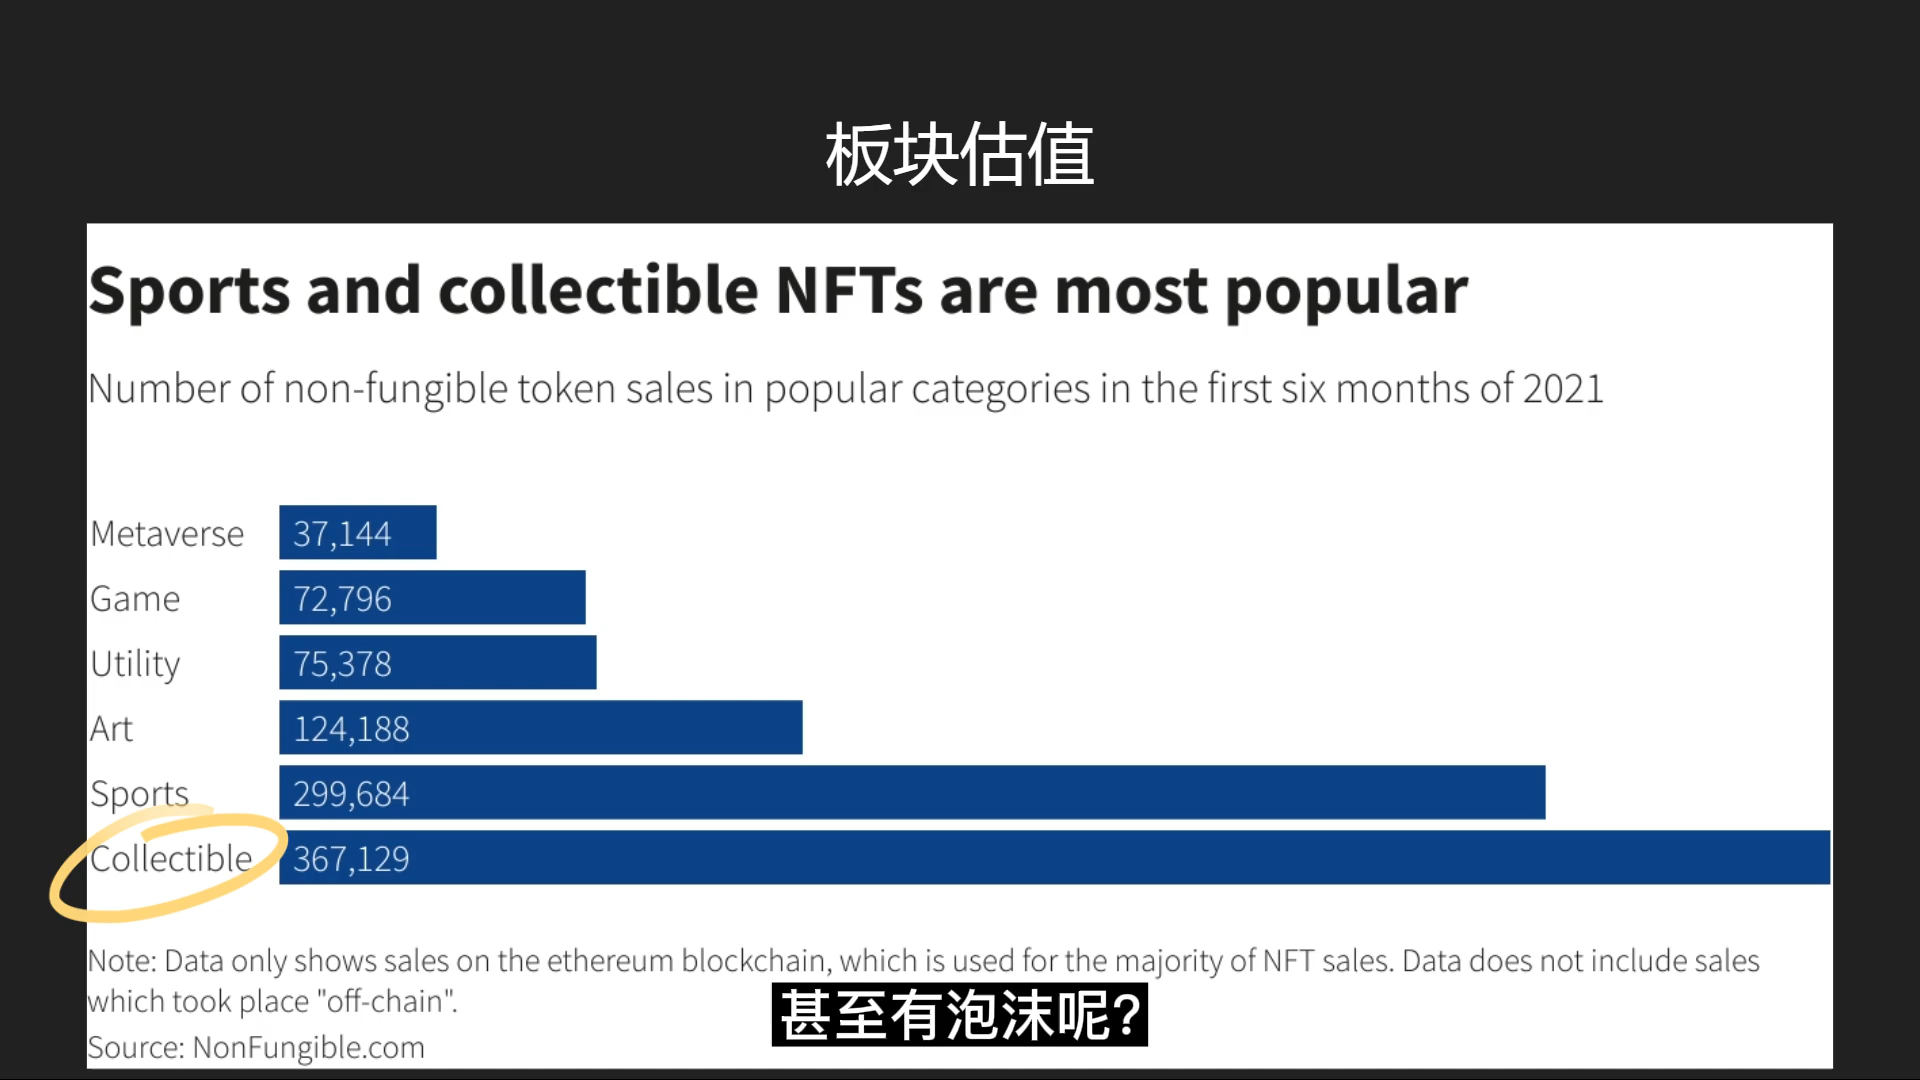 板块估值
Sports and collectible NFTs are most popular
Number of non-fungible token sales in popular categories in the first six months of 2021
Metaverse 37,144
Game 72,796
Utility 75,378
Art 124,188
Sports 299,684
Collectible 367,129
Note: Data only shows sales on the ethereum blockchain, which is used for the majority of NFT sales. Data does not include sales
which took place "off-chain".
甚至有泡沫呢?
Source: NonFungible.com